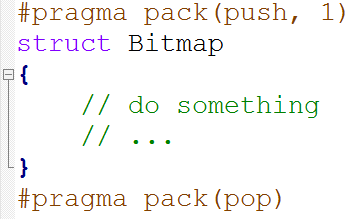 #pragma pack(push, 1)
struct Bitmap
{
    // do something
    // ...
}
#pragma pack(pop)